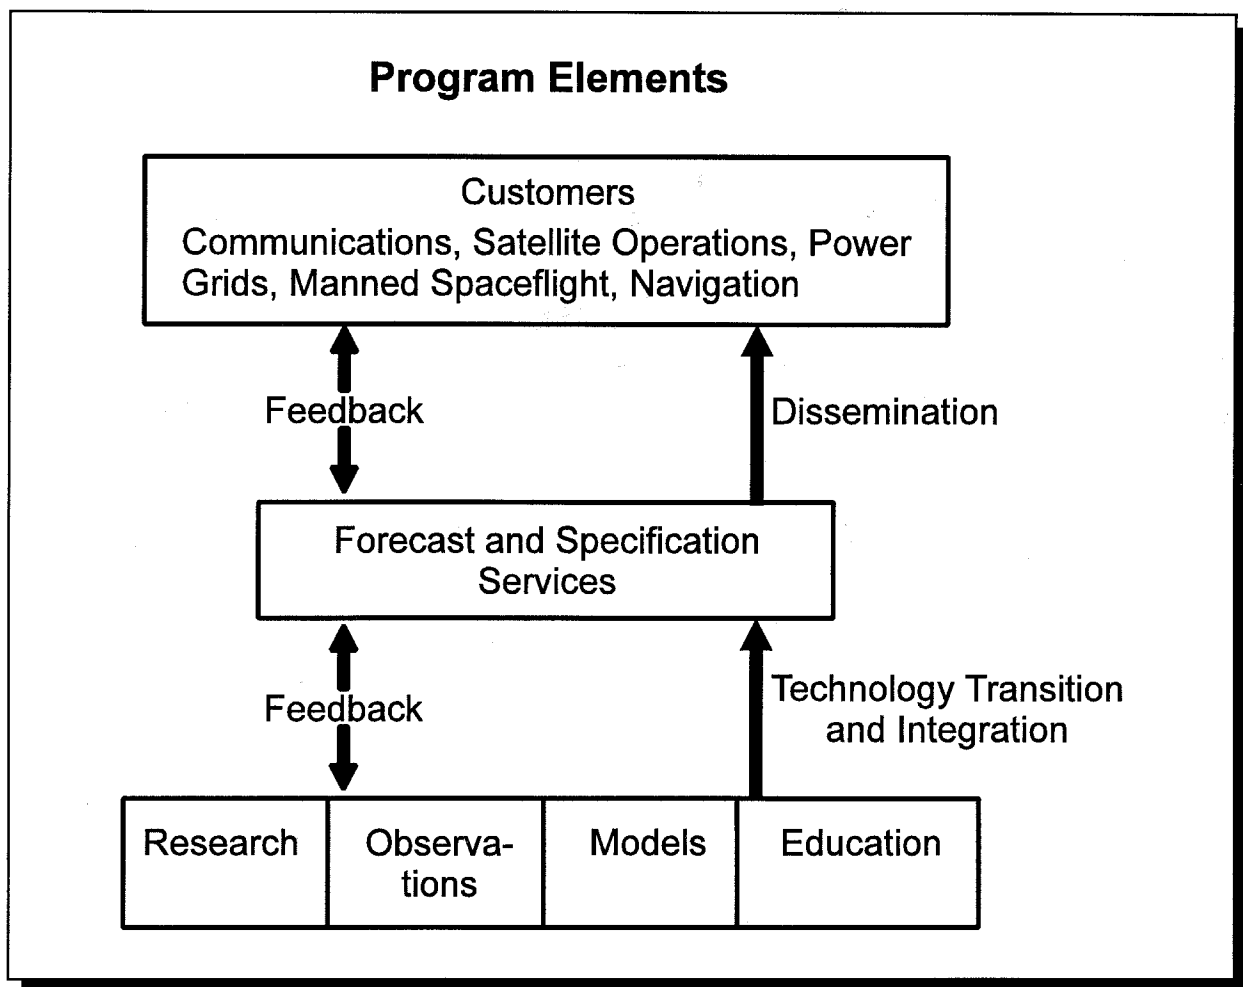 Program Elements
Customers
Communications, Satellite Operations, Power
Grids, Manned Spaceflight, Navigation
Feedback
Dissemination
Forecast and Specification
Services
Feedback
Technology Transition
and Integration
Research
Observa-
tions
Models
Education